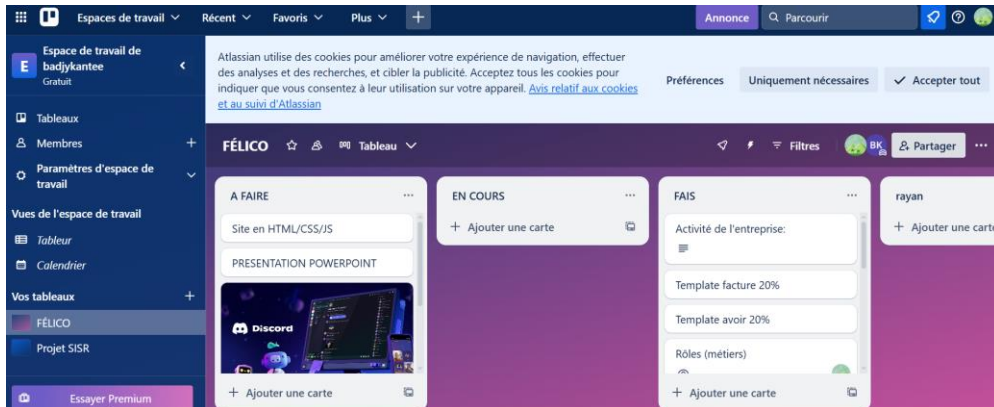 Espaces de travail Récent Favoris Plus + Annonce Parcourir
E Espace de travail de
badjykantee
Gratuit
Tableaux
Membres +
Paramètres d'espace de
travail
Vues de l'espace de travail
Tableur
Calendrier
Vos tableaux +
FÉLICO
Projet SISR
Essayer Premium
Atlassian utilise des cookies pour améliorer votre expérience de navigation, effectuer
des analyses et des recherches, et cibler la publicité. Acceptez tous les cookies pour
indiquer que vous consentez à leur utilisation sur votre appareil. Avis relatif aux cookies
et au suivi d'Atlassian
Préférences Uniquement nécessaires Accepter tout
FÉLICO Tableau Filtres BK Partager
A FAIRE
Site en HTML/CSS/JS
PRESENTATION POWERPOINT
Discord
+ Ajouter une carte
EN COURS
+ Ajouter une carte
FAIS
Activité de l'entreprise:
Template facture 20%
Template avoir 20%
Rôles (métiers)
+ Ajouter une carte
rayan
+ Ajouter une carte